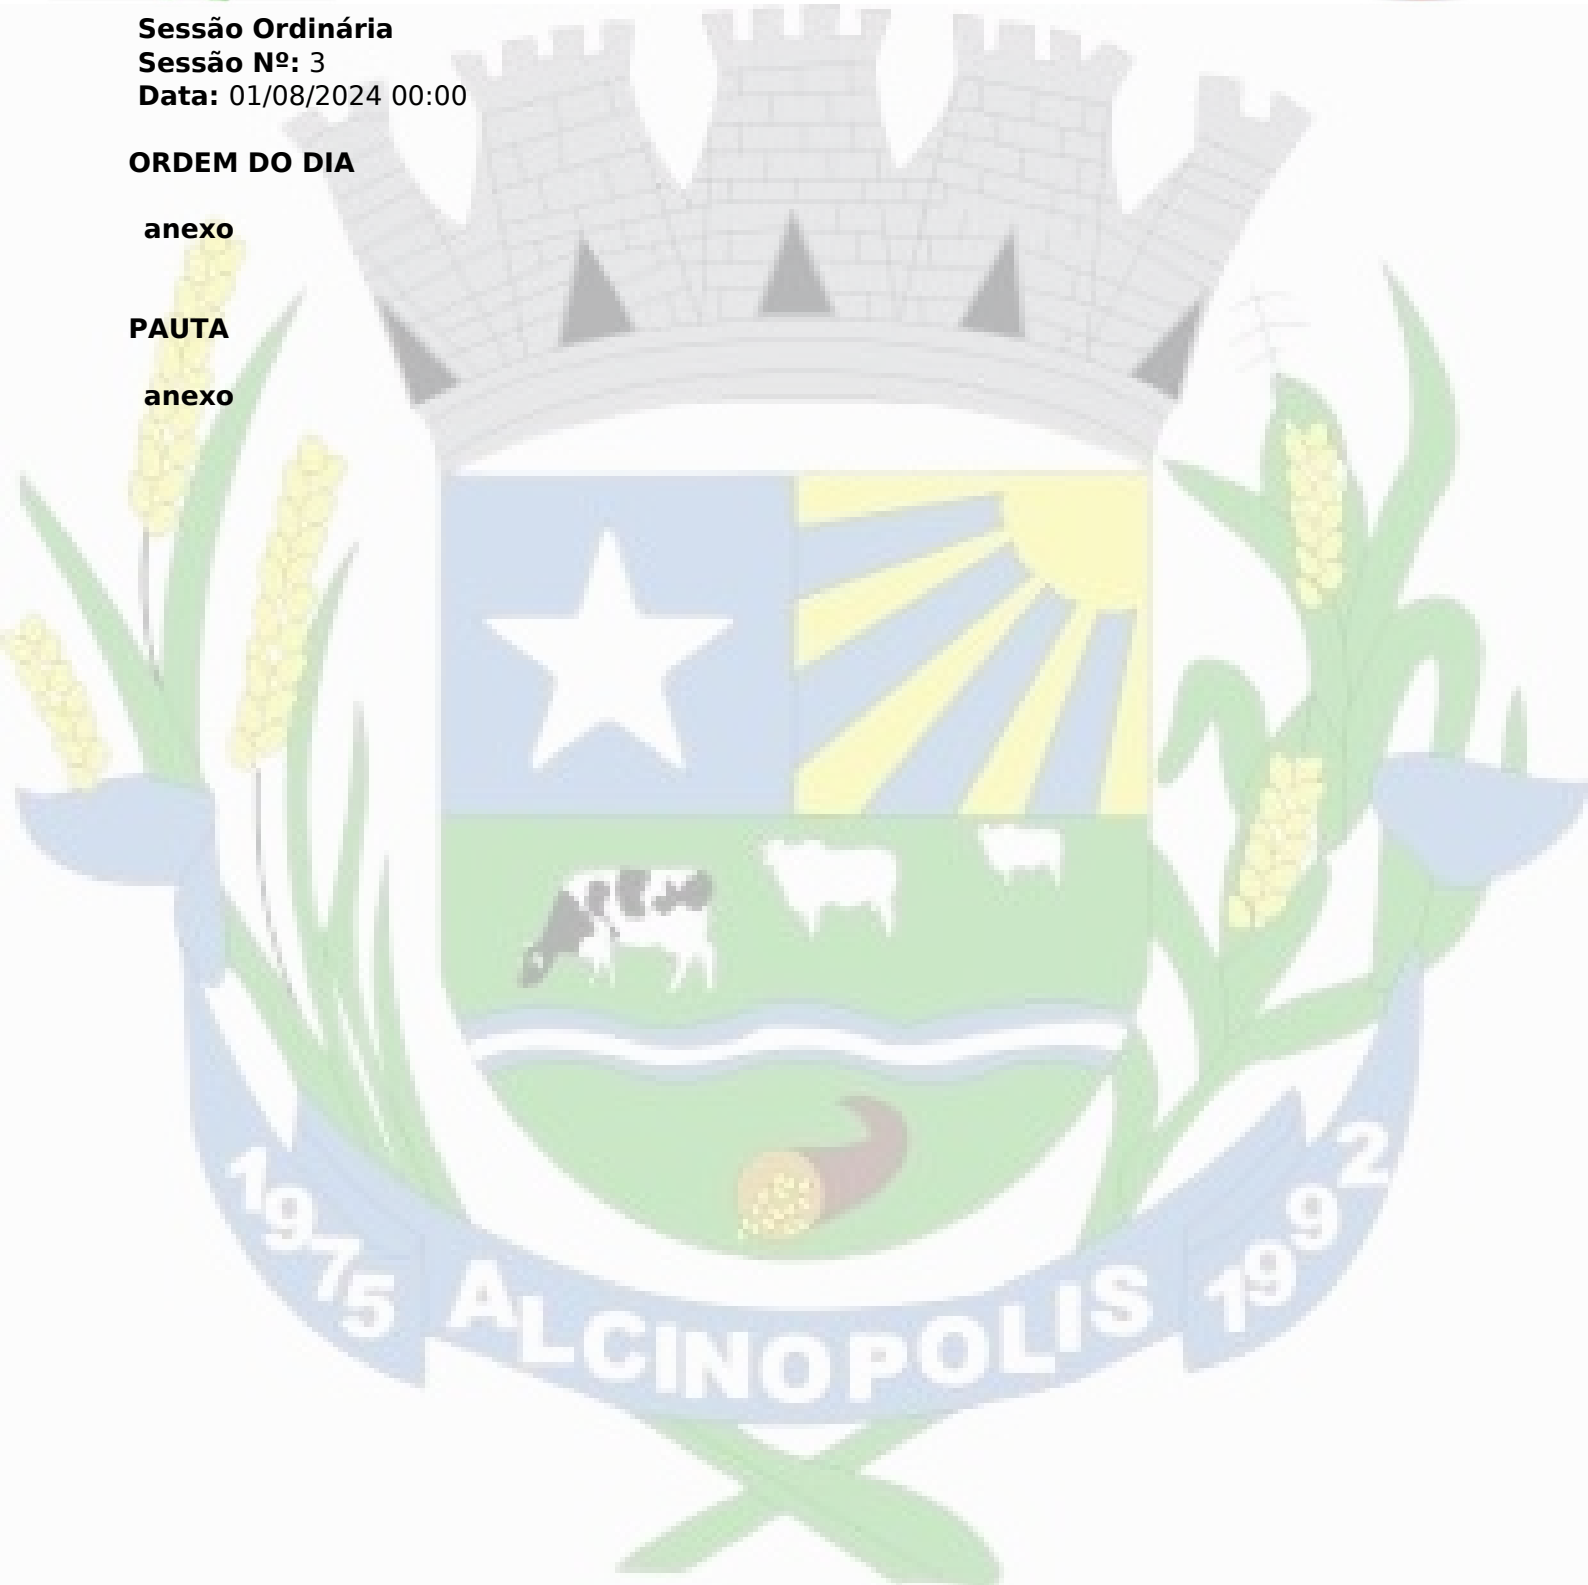 Sessão Ordinária
Sessão Nº: 3
Data: 01/08/2024 00:00
ORDEM DO DIA
anexo
PAUTA
anexo
1975 ALCINOPOLIS 1992